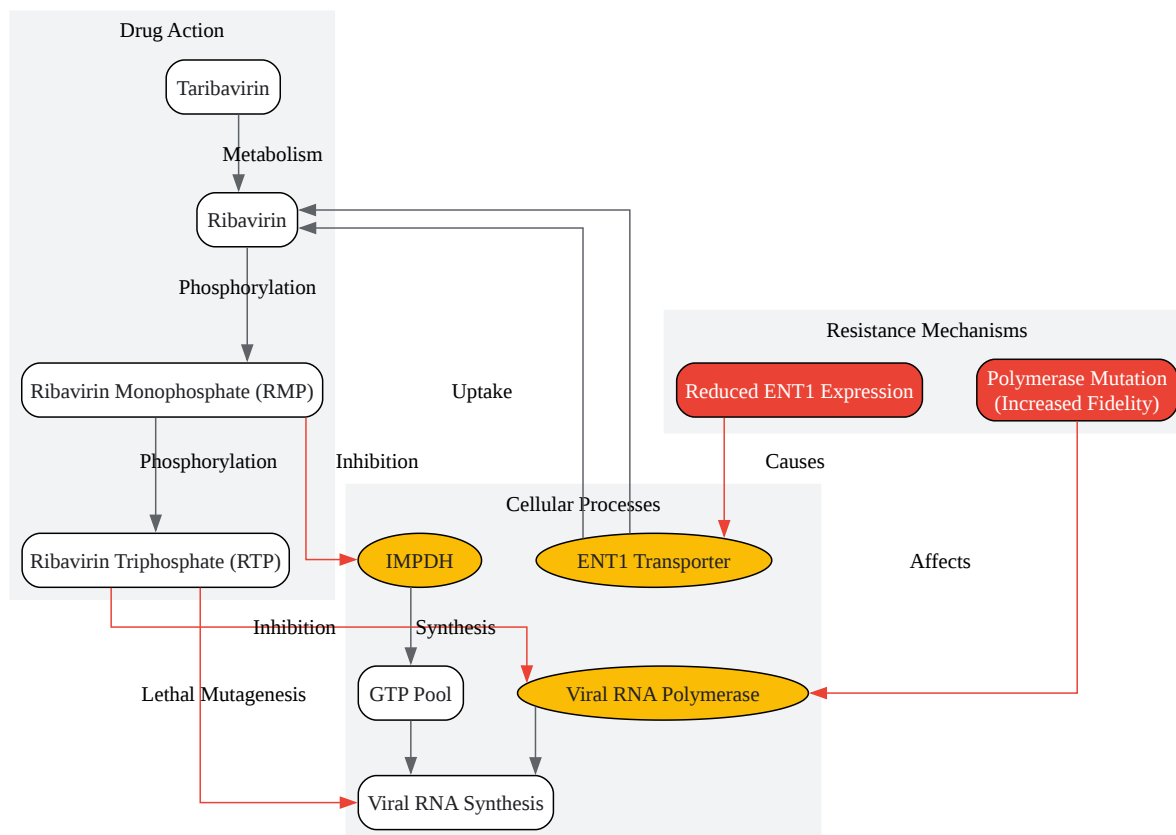 Drug Action
Taribavirin
Metabolism
Ribavirin
Phosphorylation
Resistance Mechanisms
Ribavirin Monophosphate (RMP)
Uptake
Reduced ENT1 Expression
Polymerase Mutation
(Increased Fidelity)
Phosphorylation
Inhibition
Causes
Cellular Processes
Ribavirin Triphosphate (RTP)
IMPDH
ENT1 Transporter
Affects
Inhibition
Synthesis
Lethal Mutagenesis
GTP Pool
Viral RNA Polymerase
Viral RNA Synthesis